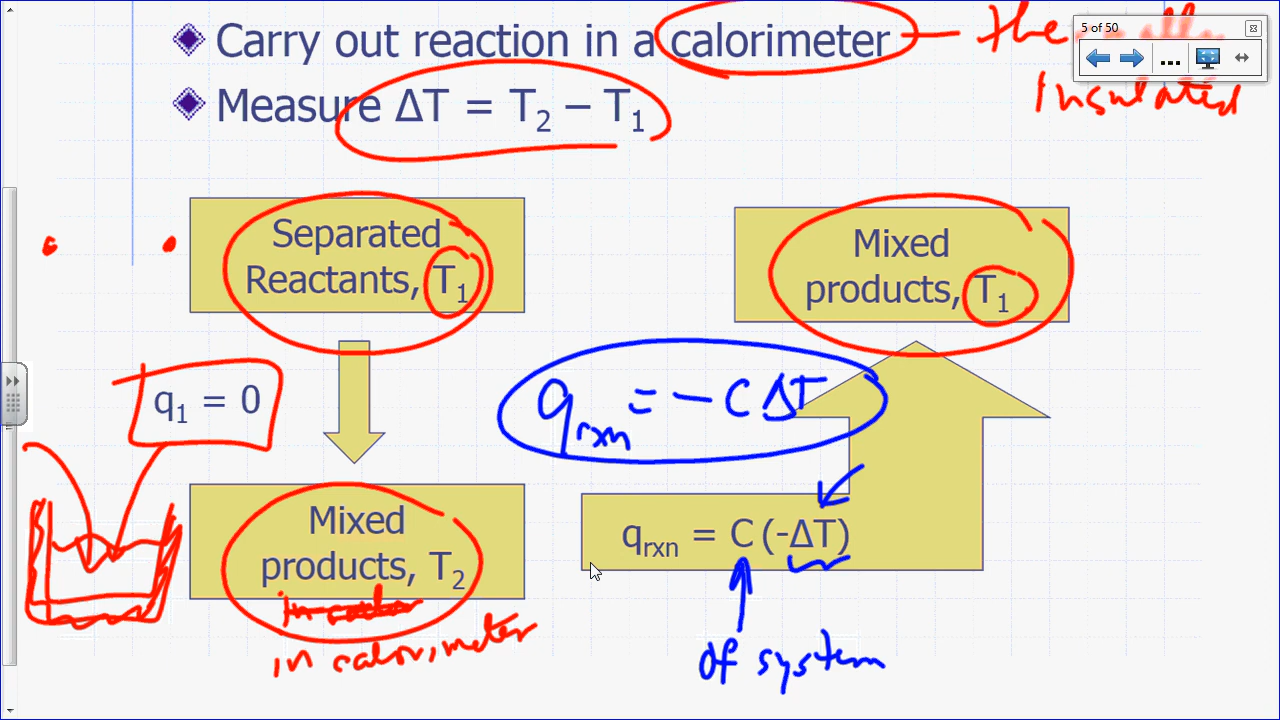 Carry out reaction in a calorimeter
5 of 50
Insulated
Measure ΔT = T₂ – T₁
Separated
Reactants, T₁
Mixed
products, T₁
q₁ = 0
q rxn = - C ΔT
Mixed
products, T₂
in calorimeter
qrxn = C (-ΔT)
of system